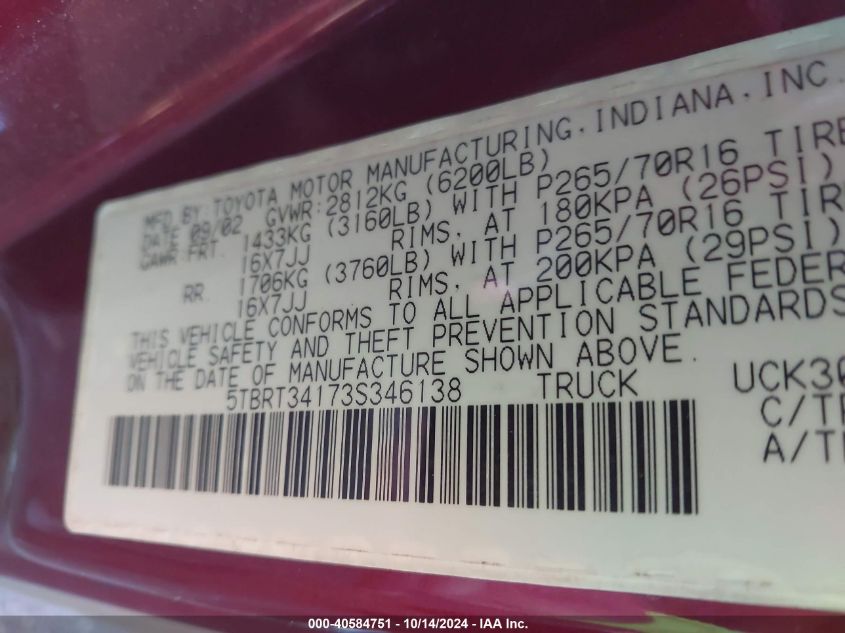 MFD BY: TOYOTA MOTOR MANUFACTURING, INDIANA, INC.
DATE 09/02 GVWR: 2812KG (6200LB)
GAWR: FRT. 1433KG (3160LB) WITH P265/70R16 TIRE
16X7JJ RIMS, AT 180KPA (26PSI)
RR. 1706KG (3760LB) WITH P265/70R16 TIR
16X7JJ RIMS, AT 200KPA (29PSI)
THIS VEHICLE CONFORMS TO ALL APPLICABLE FEDER
VEHICLE SAFETY AND THEFT PREVENTION STANDARDS
ON THE DATE OF MANUFACTURE SHOWN ABOVE.
5TBRT34173S346138 TRUCK UCK30
C/TR
A/T
000-40584751 - 10/14/2024 - IAA Inc.